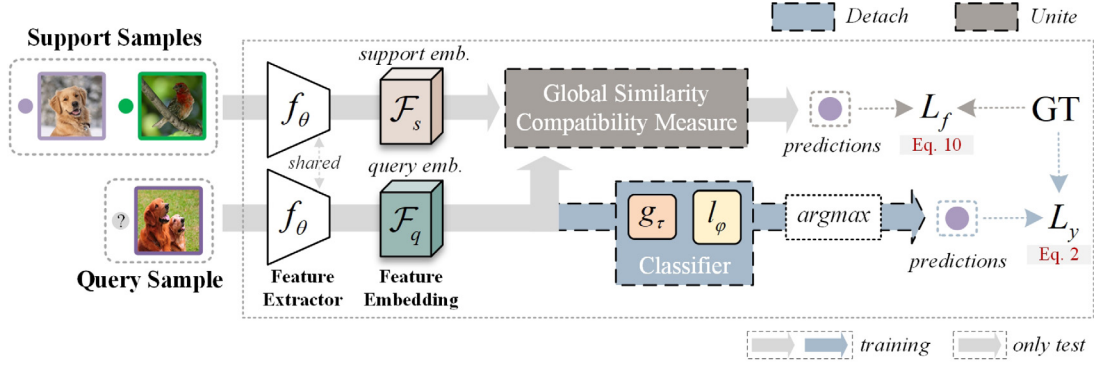 Detach
Unite
Support Samples
support emb.
f_θ
F_s
Global Similarity
Compatibility Measure
predictions
L_f
GT
Eq. 10
shared
query emb.
?
f_θ
F_q
g_τ
l_φ
Classifier
argmax
predictions
L_y
Eq. 2
Query Sample
Feature
Extractor
Feature
Embedding
training
only test